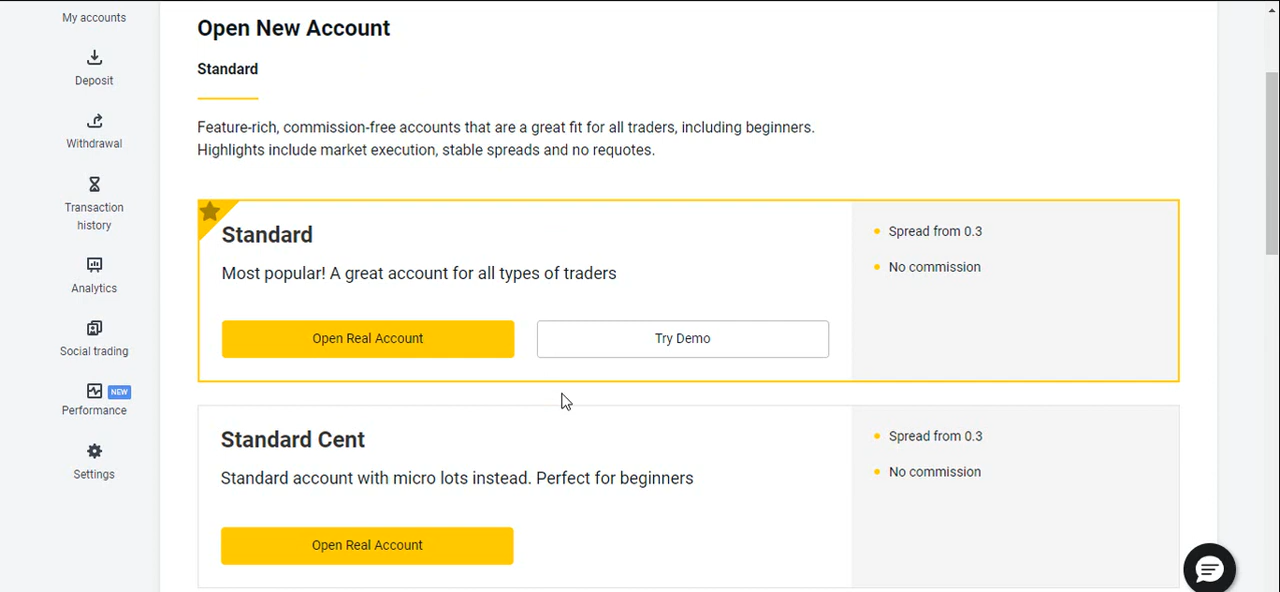 My accounts
Deposit
Withdrawal
Transaction
history
Analytics
Social trading
NEW
Performance
Settings
Open New Account
Standard
Feature-rich, commission-free accounts that are a great fit for all traders, including beginners.
Highlights include market execution, stable spreads and no requotes.
Standard
Most popular! A great account for all types of traders
Open Real Account
Try Demo
Spread from 0.3
No commission
Standard Cent
Standard account with micro lots instead. Perfect for beginners
Open Real Account
Spread from 0.3
No commission